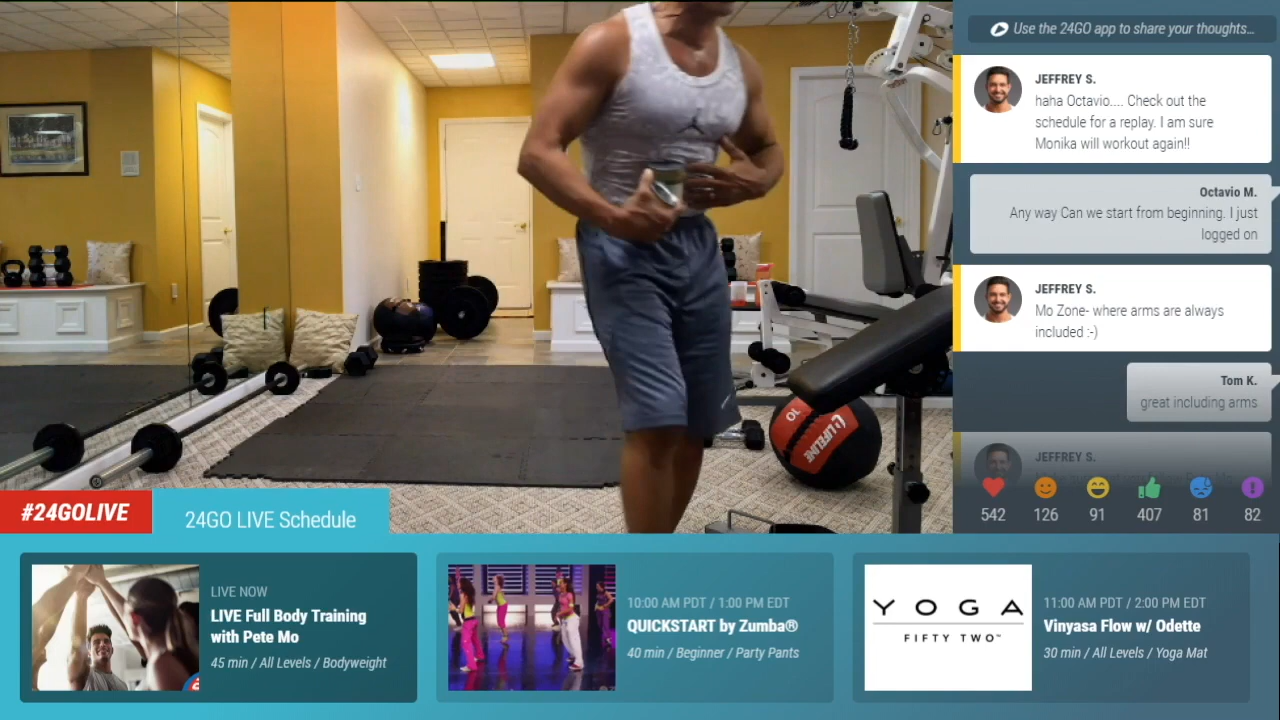 Use the 24GO app to share your thoughts...
JEFFREY S.
haha Octavio.... Check out the
schedule for a replay. I am sure
Monika will workout again!!
Octavio M.
Any way Can we start from beginning. I just
logged on
JEFFREY S.
Mo Zone- where arms are always
included :-)
Tom K.
great including arms
JEFFREY S.
542 126 91 407 81 82
10
LIFELINE
#24GOLIVE
24GO LIVE Schedule
LIVE NOW
LIVE Full Body Training
with Pete Mo
45 min / All Levels / Bodyweight
10:00 AM PDT / 1:00 PM EDT
QUICKSTART by Zumba®
40 min / Beginner / Party Pants
YOGA
FIFTY TWO™
11:00 AM PDT / 2:00 PM EDT
Vinyasa Flow w/ Odette
30 min / All Levels / Yoga Mat